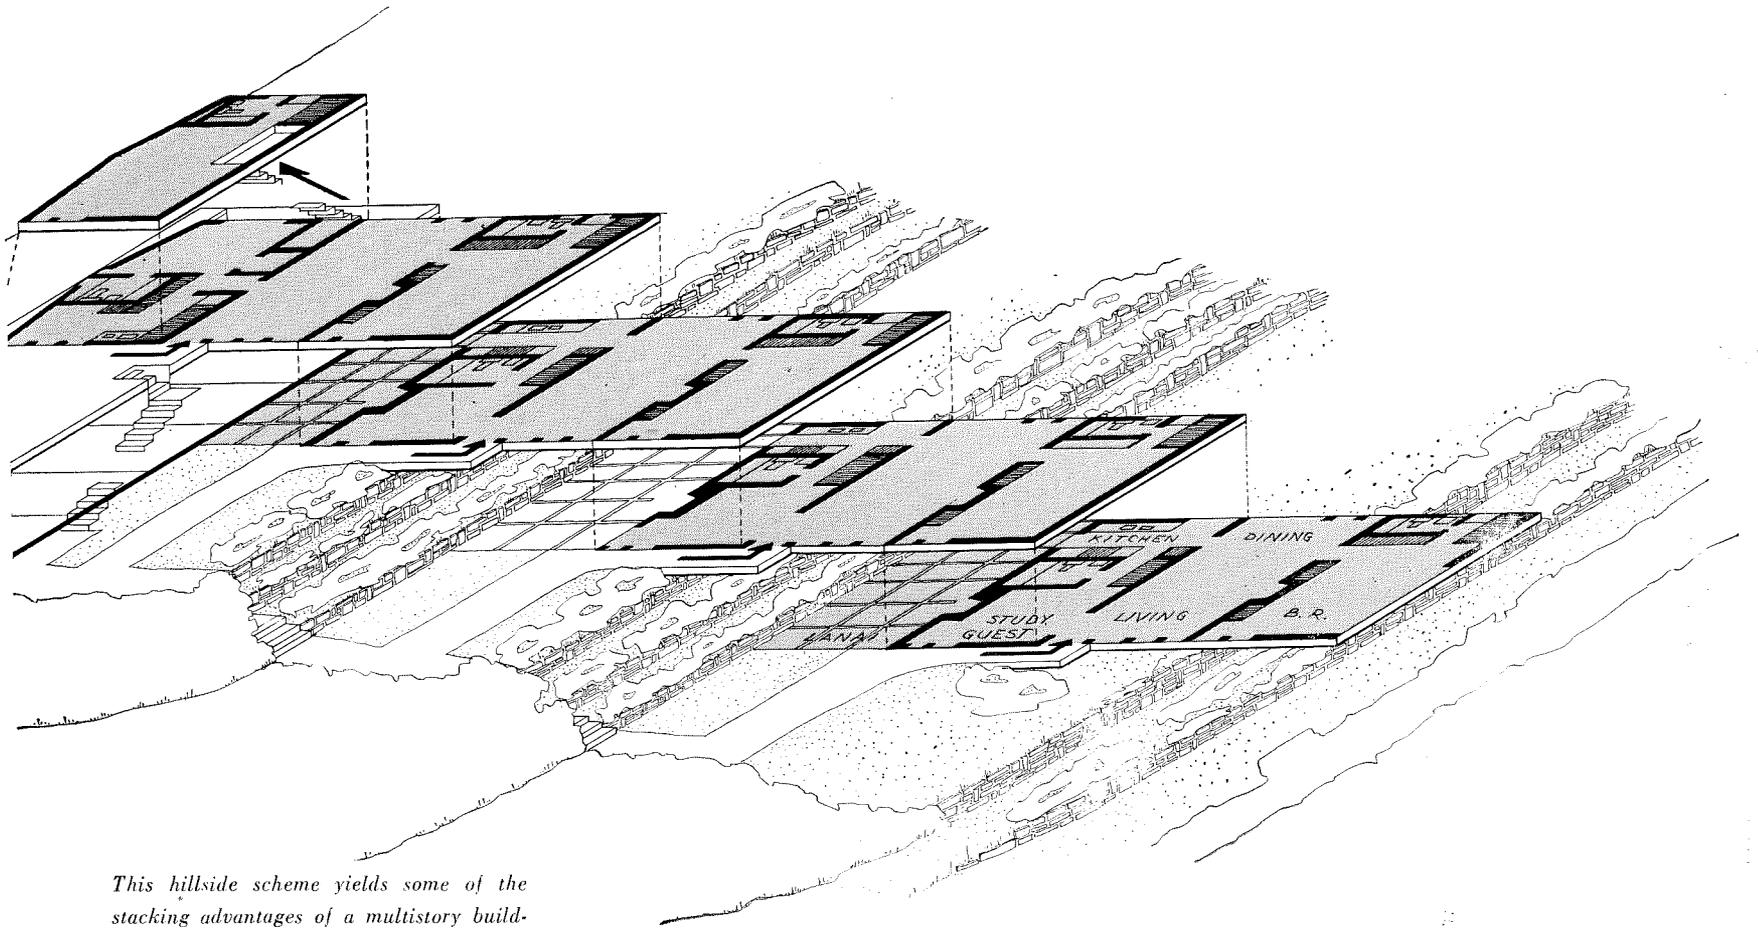 KITCHEN
DINING
STUDY
GUEST
LIVING
B. R.
LANAI
This hillside scheme yields some of the
stacking advantages of a multistory build-